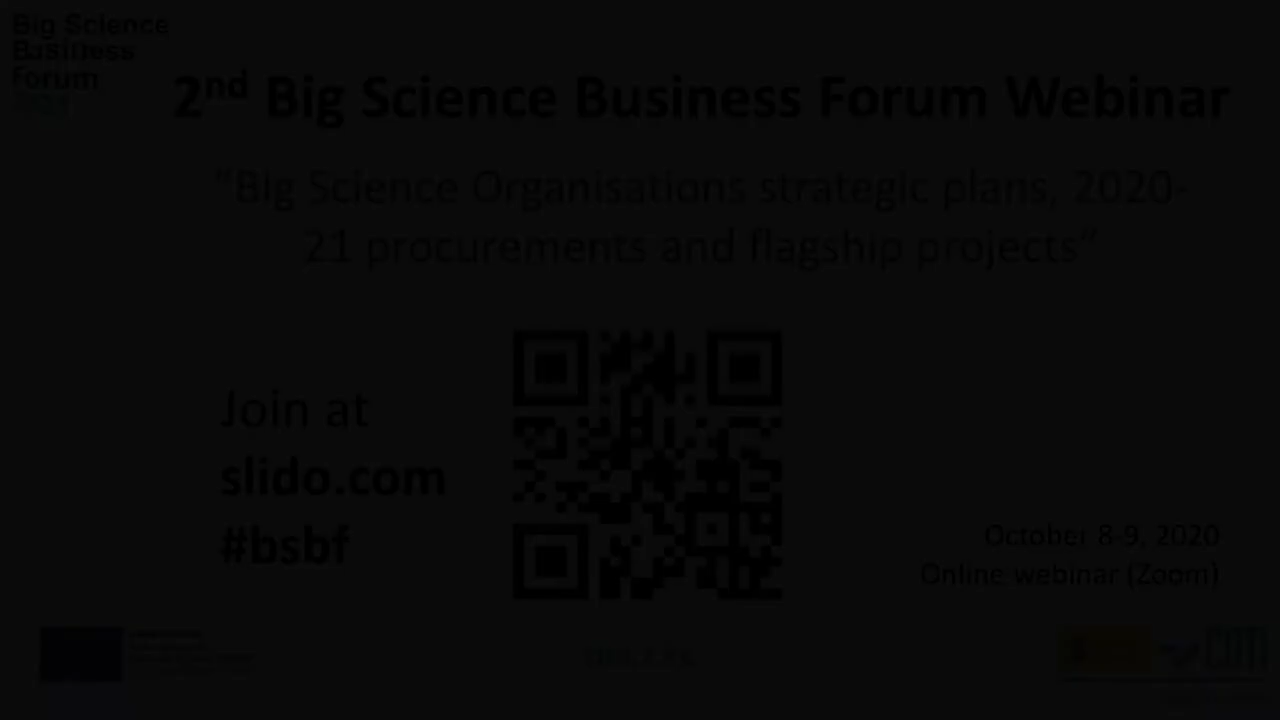 Big Science
Business
Forum
2nd Big Science Business Forum Webinar
“Big Science Organisations strategic plans, 2020-
21 procurements and flagship projects”
Join at
slido.com
#bsbf
October 8-9, 2020
Online webinar (Zoom)